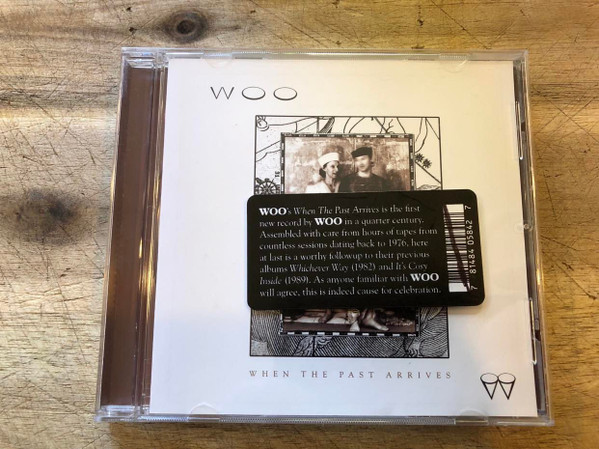 WOO
WOO's When The Past Arrives is the first
new record by WOO in a quarter century.
Assembled with care from hours of tapes from
countless sessions dating back to 1976, here
at last is a worthy followup to their previous
albums Whichever Way (1982) and It's Cosy
Inside (1989). As anyone familiar with WOO
will agree, this is indeed cause for celebration.
7 81484 05842 7
WHEN THE PAST ARRIVES